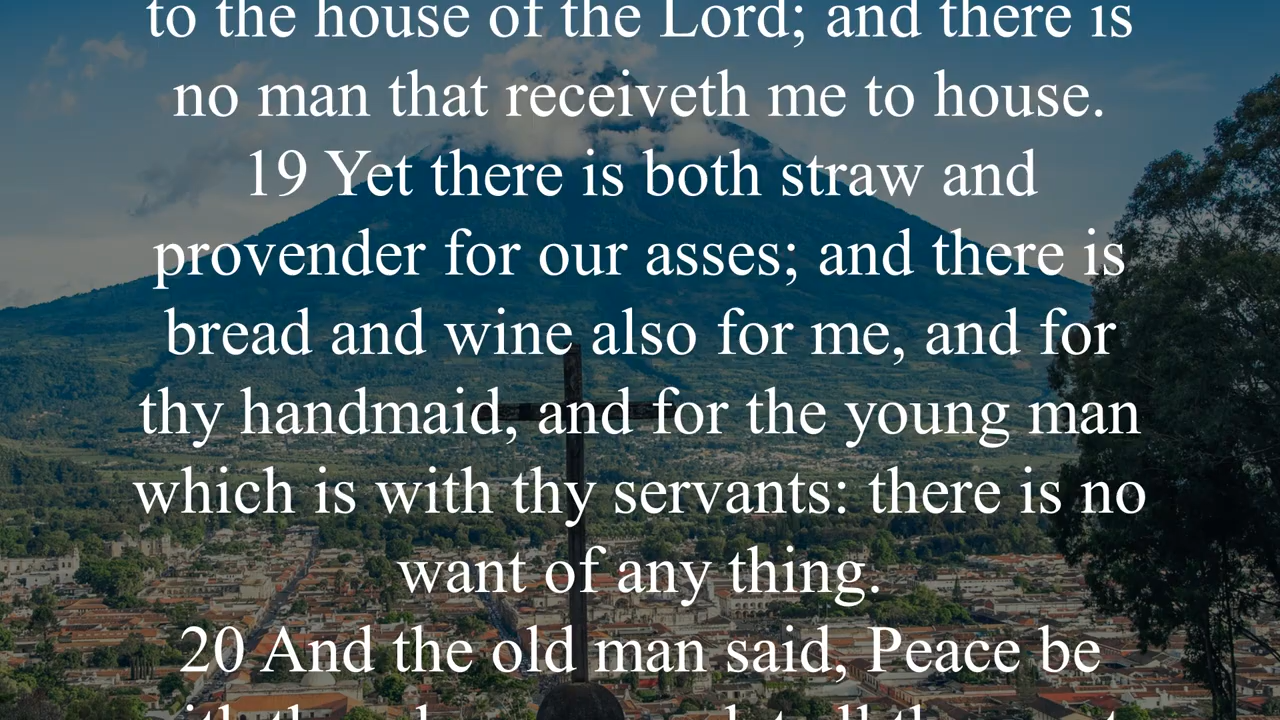 to the house of the Lord; and there is
no man that receiveth me to house.
19 Yet there is both straw and
provender for our asses; and there is
bread and wine also for me, and for
thy handmaid, and for the young man
which is with thy servants: there is no
want of any thing.
20 And the old man said, Peace be